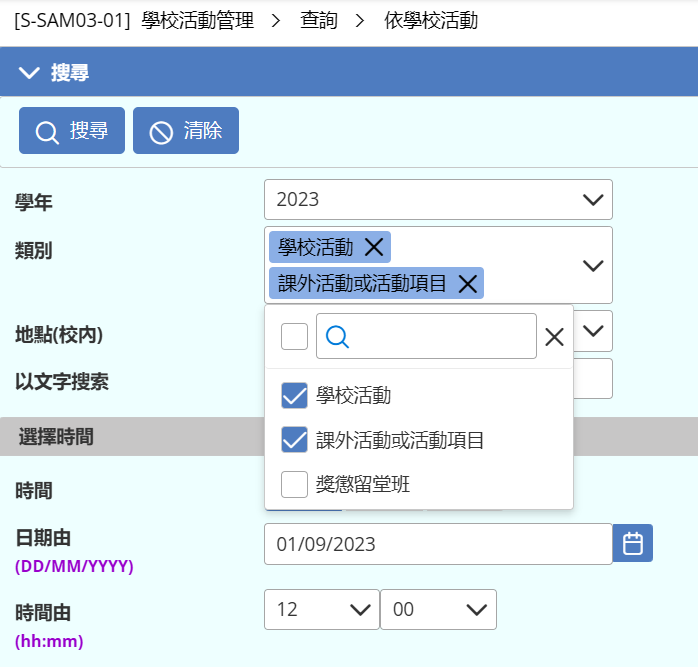 [S-SAM03-01] 學校活動管理 > 查詢 > 依學校活動
搜尋
搜尋 清除
學年 2023
類別 學校活動
課外活動或活動項目
地點(校內)
以文字搜索
學校活動
課外活動或活動項目
獎懲留堂班
選擇時間
時間
日期由 01/09/2023
(DD/MM/YYYY)
時間由 12 00
(hh:mm)